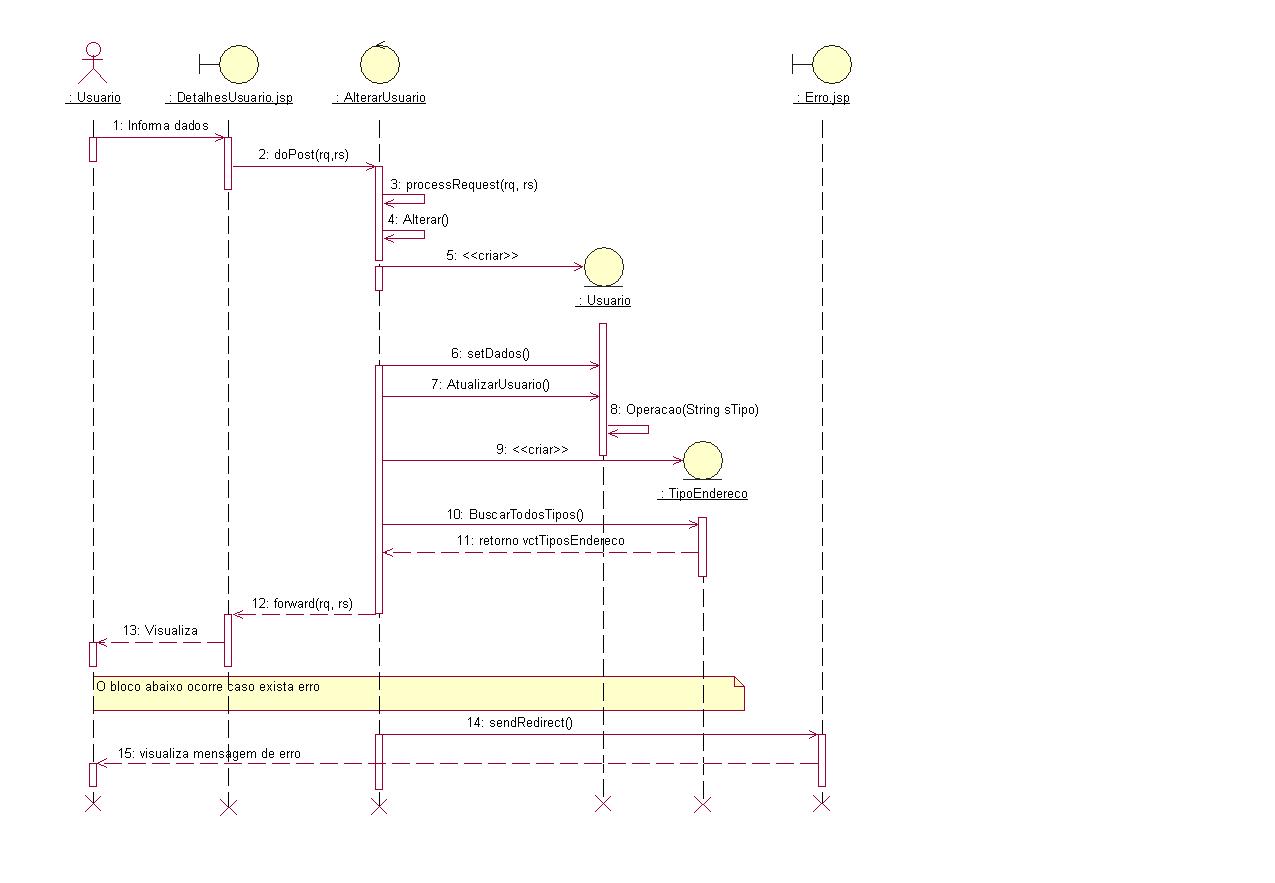 : Usuario
: DetalhesUsuario.jsp
: AlterarUsuario
: Erro.jsp
1: Informa dados
2: doPost(rq,rs)
3: processRequest(rq, rs)
4: Alterar()
5: <<criar>>
: Usuario
6: setDados()
7: AtualizarUsuario()
8: Operacao(String sTipo)
9: <<criar>>
: TipoEndereco
10: BuscarTodosTipos()
11: retorno vctTiposEndereco
12: forward(rq, rs)
13: Visualiza
O bloco abaixo ocorre caso exista erro
14: sendRedirect()
15: visualiza mensagem de erro